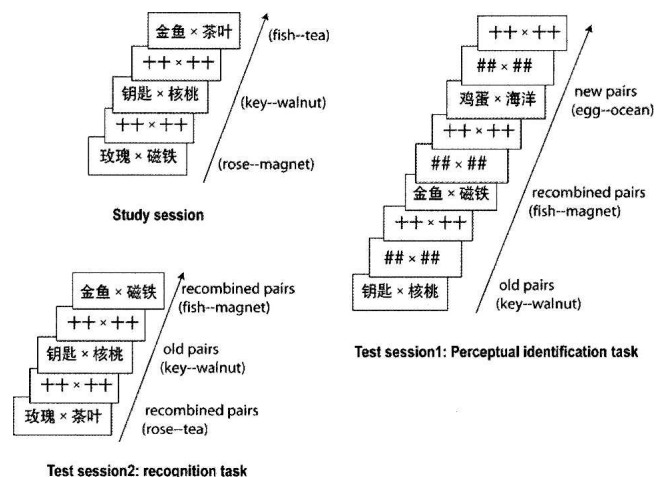 金鱼 × 茶叶
(fish--tea)
++ × ++
钥匙 × 核桃
(key--walnut)
++ × ++
玫瑰 × 磁铁
(rose--magnet)
Study session
++ × ++
## × ##
new pairs
(egg--ocean)
鸡蛋 × 海洋
++ × ++
## × ##
金鱼 × 磁铁
recombined pairs
(fish--magnet)
++ × ++
## × ##
钥匙 × 核桃
old pairs
(key--walnut)
Test session1: Perceptual identification task
金鱼 × 磁铁
recombined pairs
(fish--magnet)
++ × ++
钥匙 × 核桃
old pairs
(key--walnut)
++ × ++
玫瑰 × 茶叶
recombined pairs
(rose--tea)
Test session2: recognition task